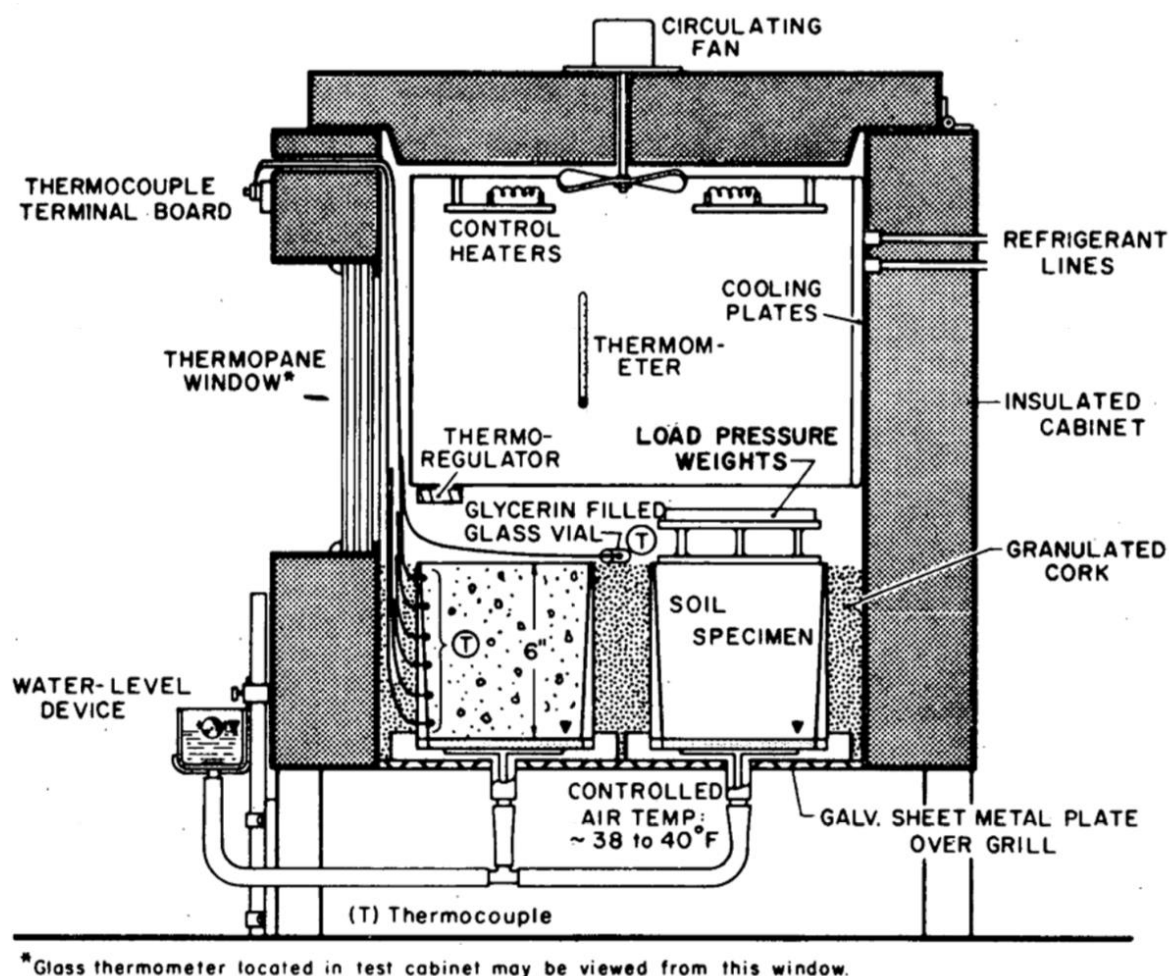 CIRCULATING
FAN
THERMOCOUPLE
TERMINAL BOARD
CONTROL
HEATERS
REFRIGERANT
LINES
COOLING
PLATES
THERMOPANE
WINDOW*
THERMOM-
ETER
INSULATED
CABINET
THERMO-
REGULATOR
LOAD PRESSURE
WEIGHTS
GLYCERIN FILLED
GLASS VIAL
T
GRANULATED
CORK
SOIL
SPECIMEN
T
6"
WATER-LEVEL
DEVICE
CONTROLLED
AIR TEMP:
~ 38 to 40°F
GALV. SHEET METAL PLATE
OVER GRILL
(T) Thermocouple
*Glass thermometer located in test cabinet may be viewed from this window.